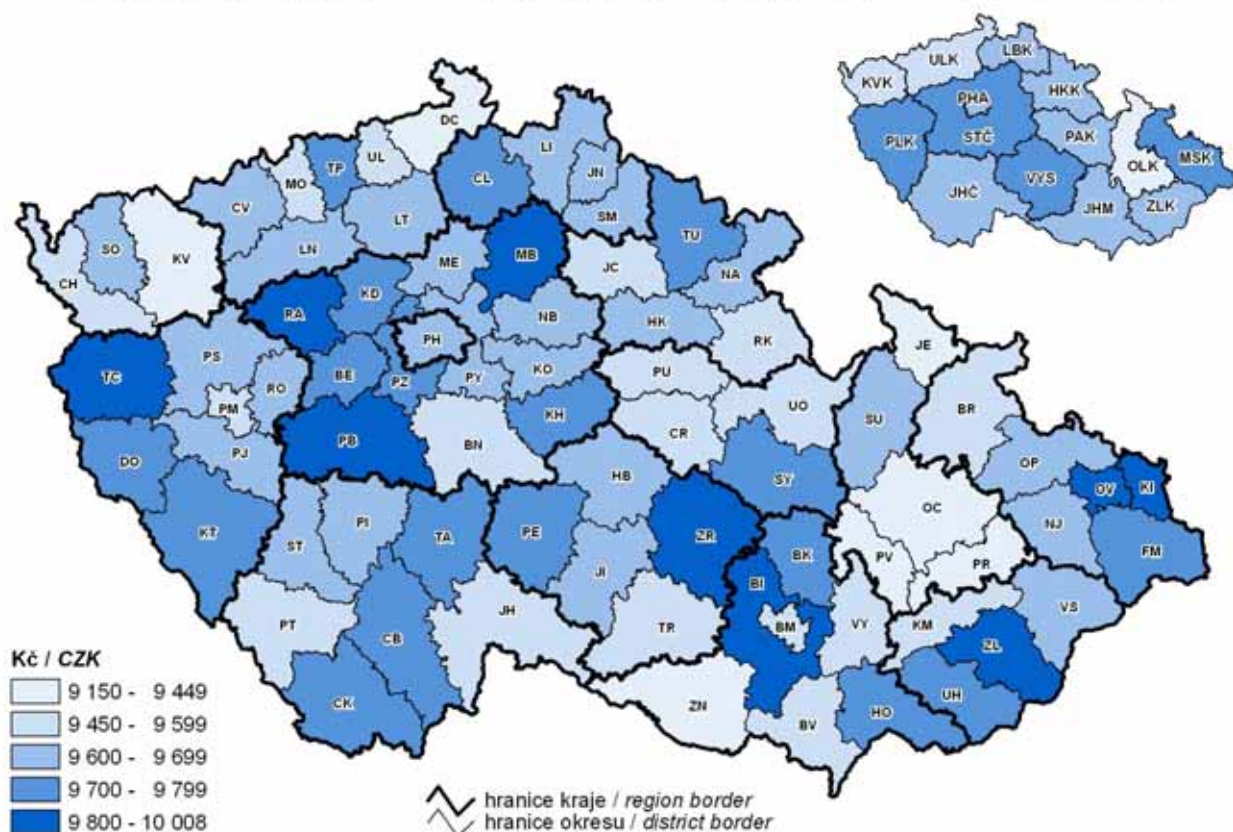 DC
LI
UL
TP
CL
JN
MO
CV
LT
SM
TU
SO
KV
LN
ME
MB
JC
NA
CH
RA
KD
NB
HK
PH
RK
JE
TC
PS
BE
PZ
PY
KO
PU
RO
PM
UO
BR
KH
SU
PB
BN
CR
DO
PJ
OP
HB
SY
OV
KI
OC
KT
ST
PI
TA
PE
ZR
NJ
BK
FM
JI
BI
PV
PR
PT
CB
JH
TR
BM
VY
KM
VS
ZL
CK
ZN
UH
BV
HO
LBK
ULK
KVK
HKK
PHA
STČ
PAK
PLK
OLK
MSK
VYS
JHČ
JHM
ZLK
Kč / CZK
9 150 - 9 449
9 450 - 9 599
9 600 - 9 699
9 700 - 9 799
9 800 - 10 008
hranice kraje / region border
hranice okresu / district border